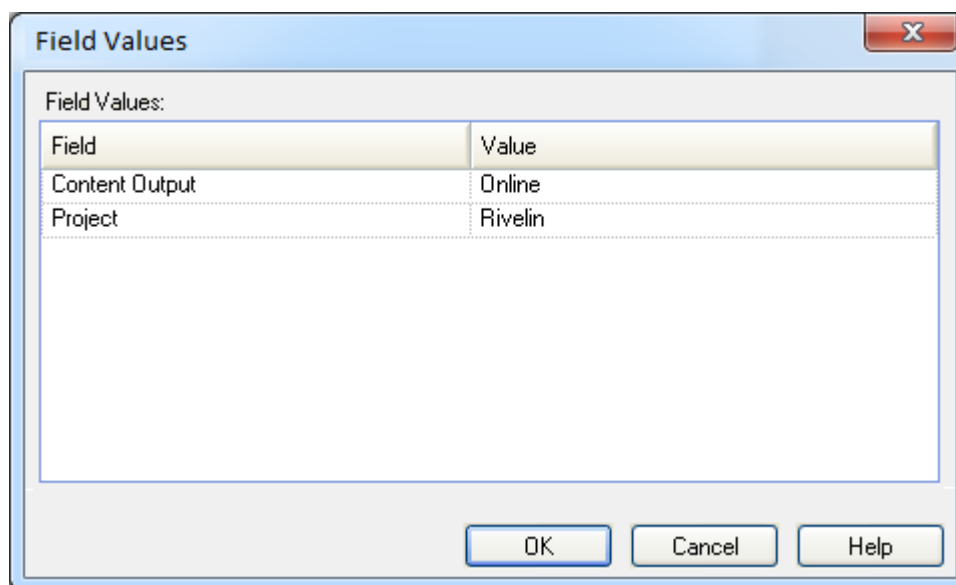 Field Values
Field Values:
Field Value
Content Output Online
Project Rivelin
OK Cancel Help